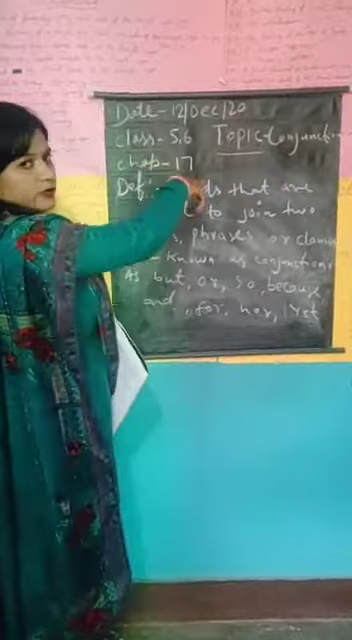 Date- 12/Dec/20
class- 5,6 Topic- Conjunction
chap- 17
Def that are
to join two
phrases or clauses
known as conjunctions
As but, or, so, because
and, for, nor, Yet